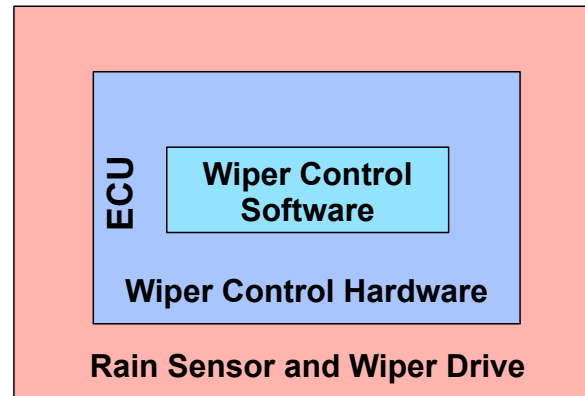 ECU
Wiper Control
Software
Wiper Control Hardware
Rain Sensor and Wiper Drive